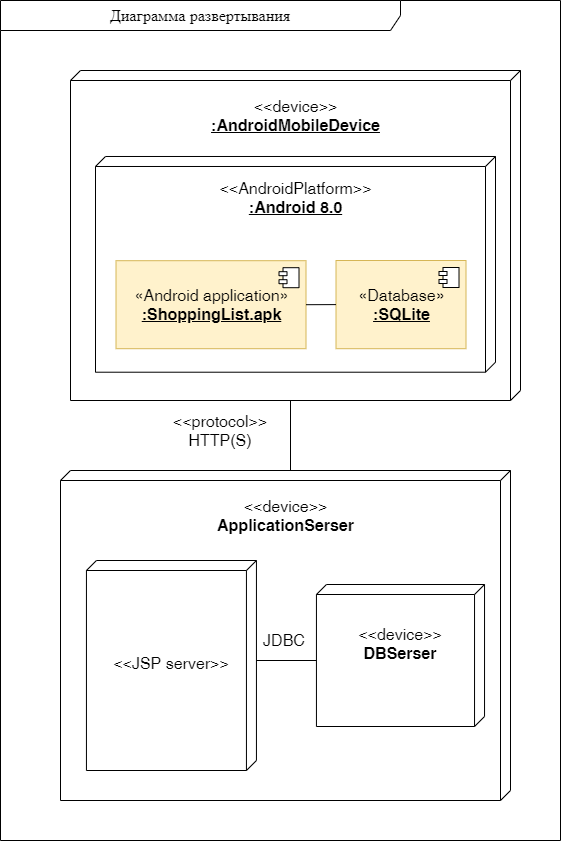 Диаграмма развертывания
<<device>>
:AndroidMobileDevice
<<AndroidPlatform>>
:Android 8.0
«Android application»
:ShoppingList.apk
«Database»
:SQLite
<<protocol>>
HTTP(S)
<<device>>
ApplicationSerser
<<JSP server>>
JDBC
<<device>>
DBSerser